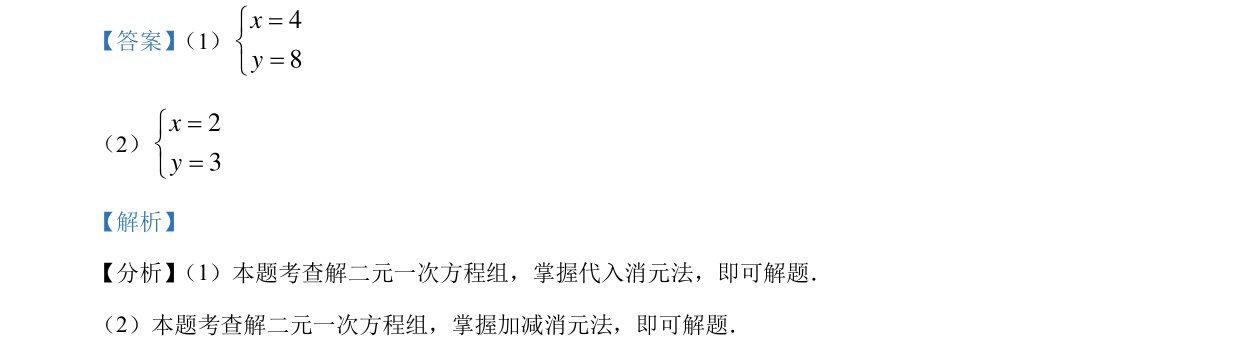 【答案】（1）{x = 4
y = 8
（2）{x = 2
y = 3
【解析】
【分析】（1）本题考查解二元一次方程组，掌握代入消元法，即可解题．
（2）本题考查解二元一次方程组，掌握加减消元法，即可解题．